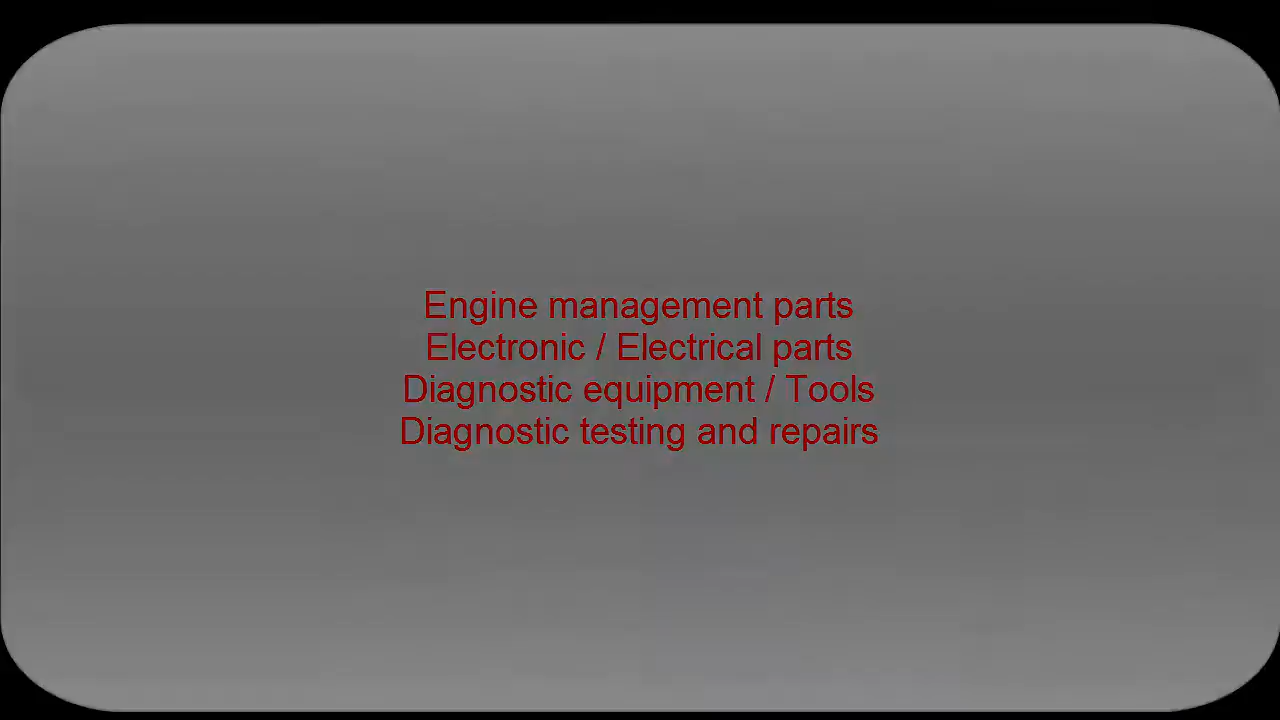 Engine management parts
Electronic / Electrical parts
Diagnostic equipment / Tools
Diagnostic testing and repairs